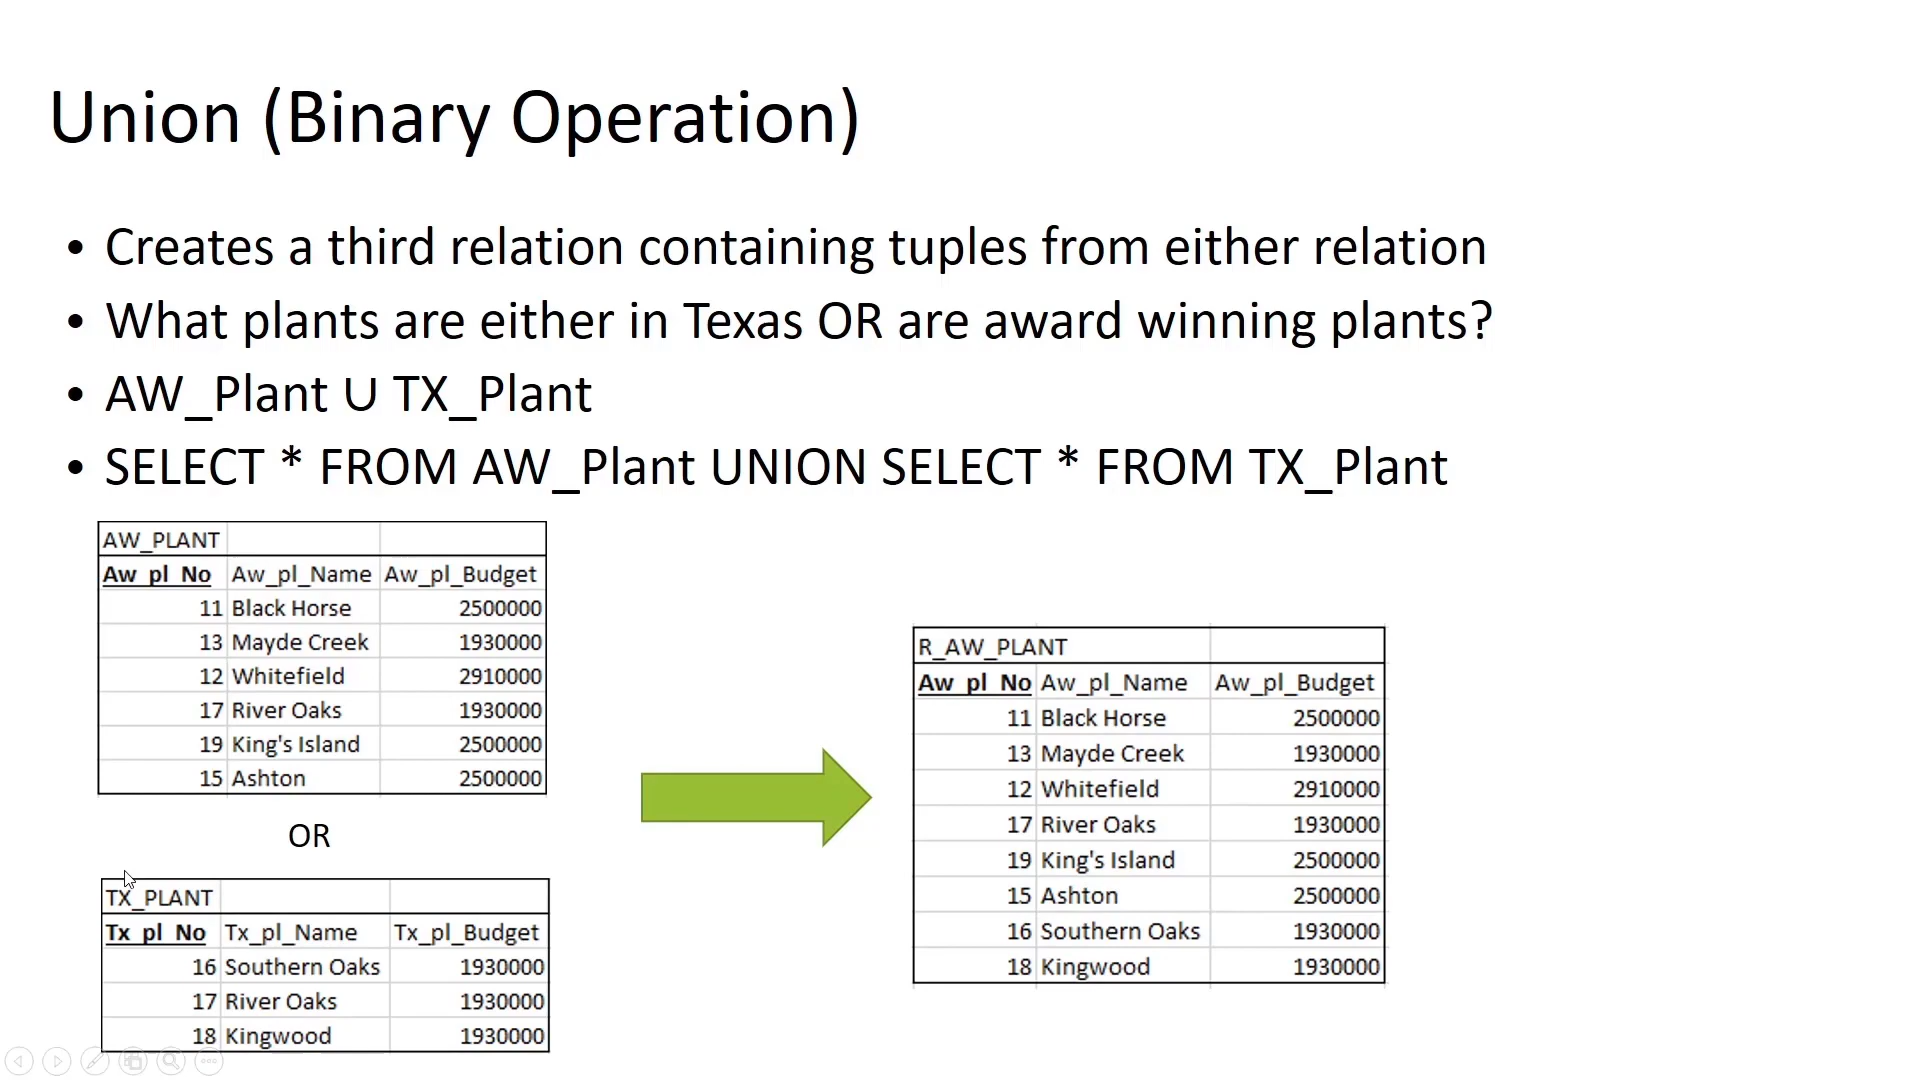 Union (Binary Operation)
• Creates a third relation containing tuples from either relation
• What plants are either in Texas OR are award winning plants?
• AW_Plant ∪ TX_Plant
• SELECT * FROM AW_Plant UNION SELECT * FROM TX_Plant
AW_PLANT
Aw_pl_No Aw_pl_Name Aw_pl_Budget
11 Black Horse 2500000
13 Mayde Creek 1930000
12 Whitefield 2910000
17 River Oaks 1930000
19 King's Island 2500000
15 Ashton 2500000
OR
TX_PLANT
Tx_pl_No Tx_pl_Name Tx_pl_Budget
16 Southern Oaks 1930000
17 River Oaks 1930000
18 Kingwood 1930000
R_AW_PLANT
Aw_pl_No Aw_pl_Name Aw_pl_Budget
11 Black Horse 2500000
13 Mayde Creek 1930000
12 Whitefield 2910000
17 River Oaks 1930000
19 King's Island 2500000
15 Ashton 2500000
16 Southern Oaks 1930000
18 Kingwood 1930000